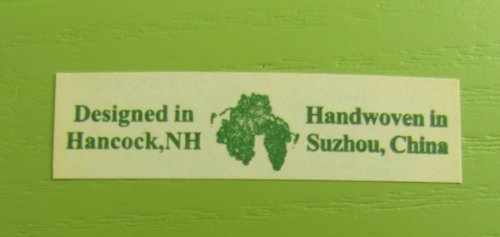 Designed in
Hancock,NH
Handwoven in
Suzhou, China